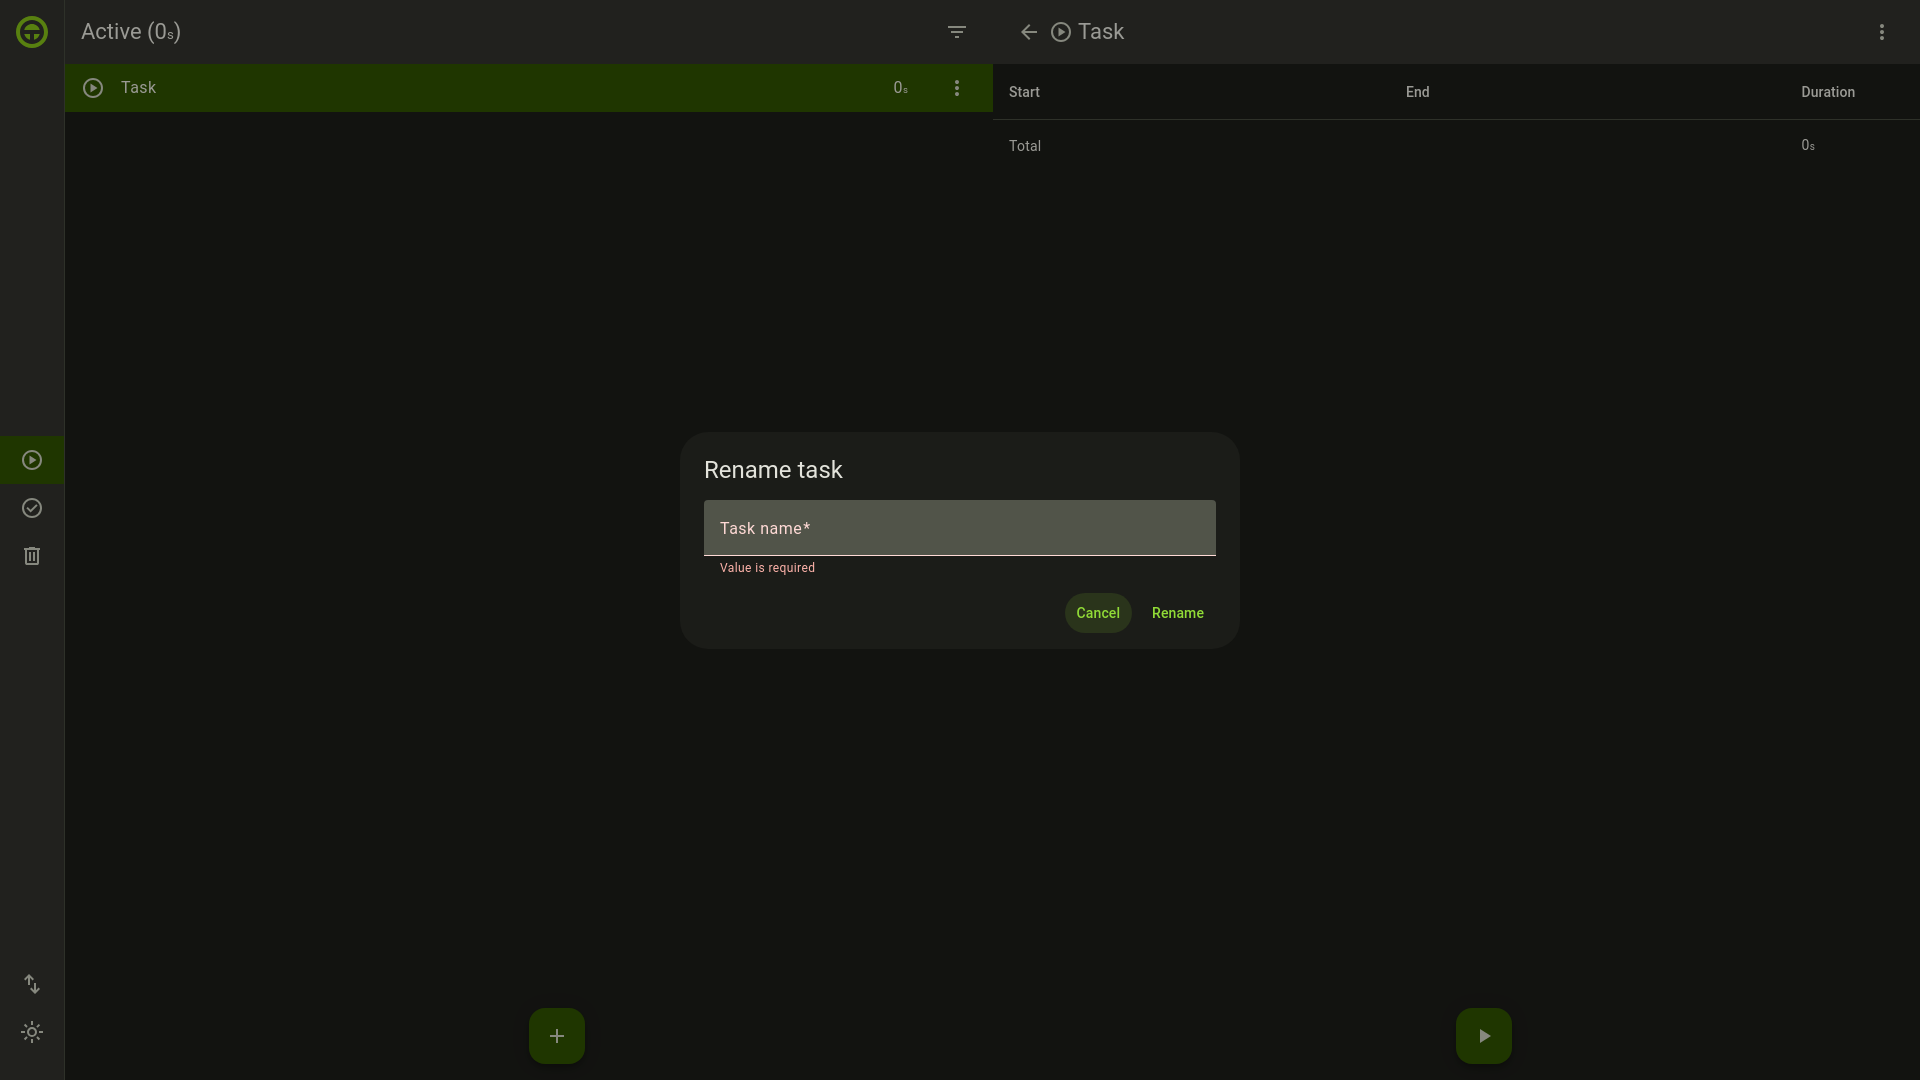 Active (0s)
Task
Task
0s
Start
End
Duration
Total
0s
Rename task
Task name*
Value is required
Cancel
Rename